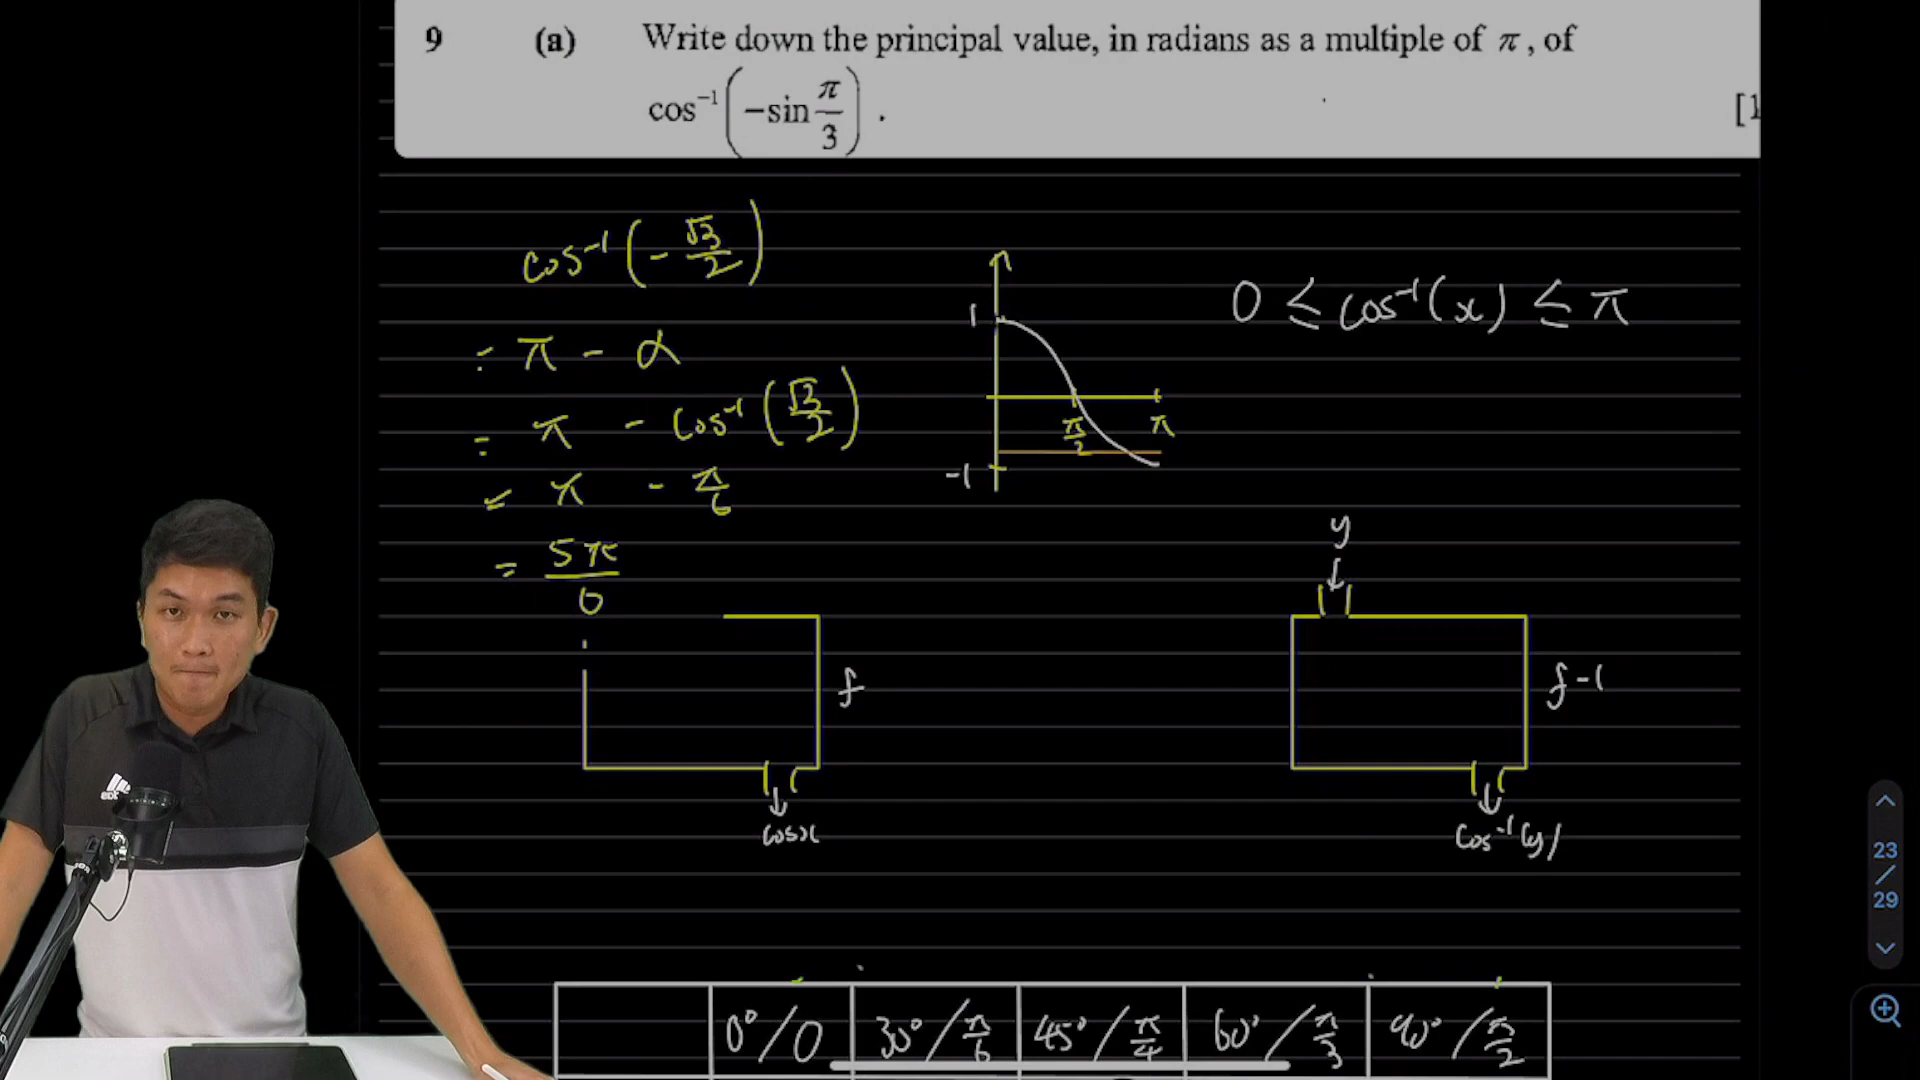 9 (a) Write down the principal value, in radians as a multiple of π, of
cos⁻¹(−sin π/3). [1
cos⁻¹(−√3/2)
= π − α
= π − cos⁻¹(√3/2)
= π − π/6
= 5π/6
1
π/2
π
-1
0 ≤ cos⁻¹(x) ≤ π
f
cosx
y
f-1
cos⁻¹(y)
0°/0 30°/π/6 45°/π/4 60°/π/3 90°/π/2
23
/
29